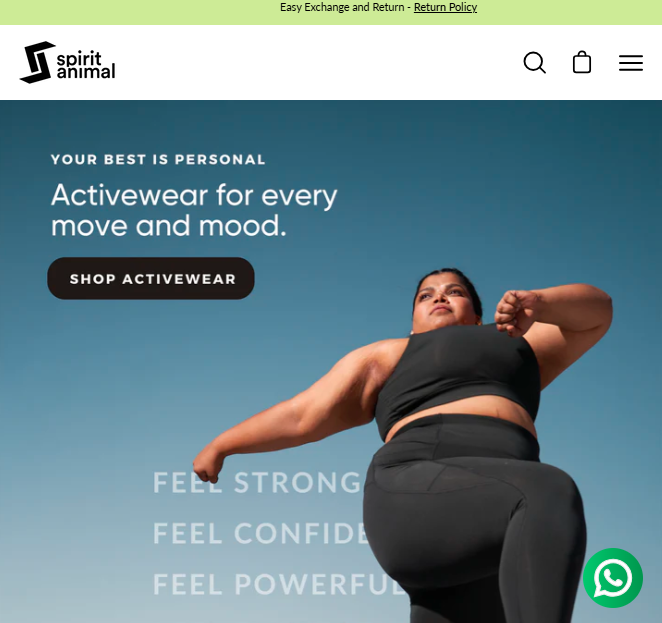 Easy Exchange and Return - Return Policy
spirit
animal
YOUR BEST IS PERSONAL
Activewear for every
move and mood.
SHOP ACTIVEWEAR
FEEL STRONG
FEEL CONFIDE
FEEL POWERFUL